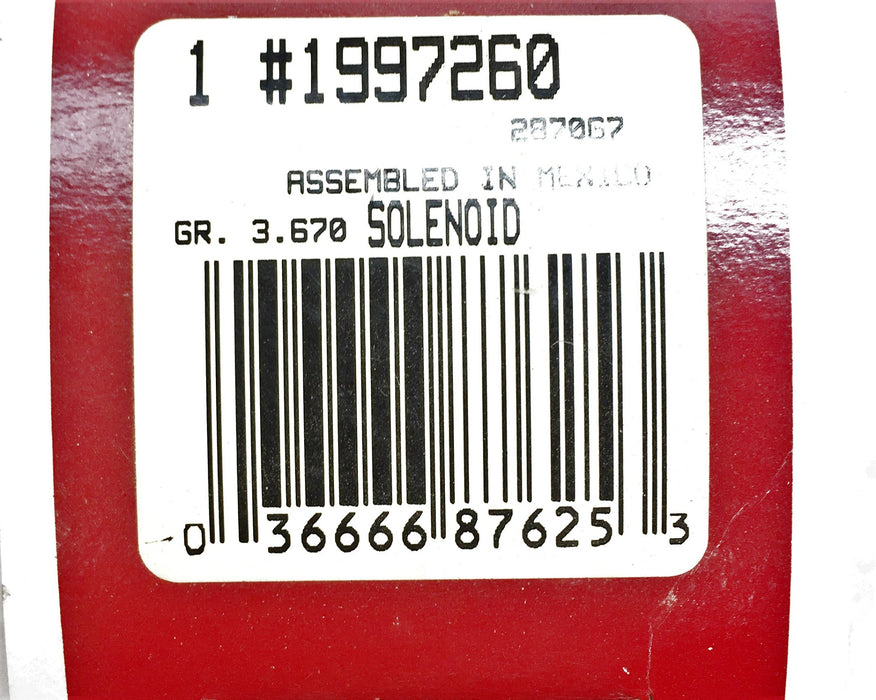 1 #1997260
287067
ASSEMBLED IN MEXICO
GR. 3.670 SOLENOID
0 36666 87625 3